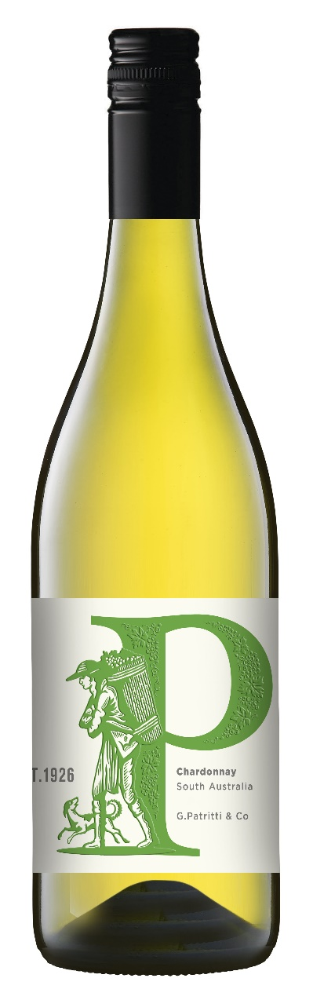 P
T.1926
Chardonnay
South Australia
G.Patritti & Co